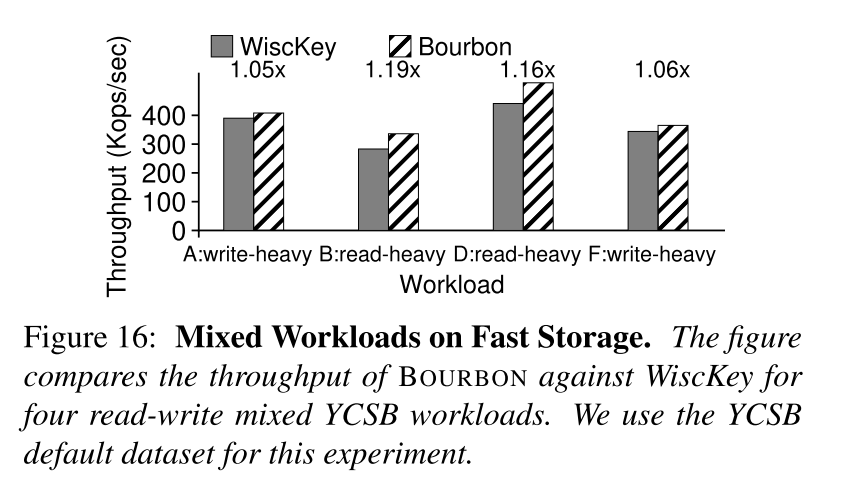 WiscKey Bourbon
1.05x 1.19x 1.16x 1.06x
Throughput (Kops/sec)
400
300
200
100
0
A:write-heavy B:read-heavy D:read-heavy F:write-heavy
Workload
Figure 16: Mixed Workloads on Fast Storage. The figure
compares the throughput of BOURBON against WiscKey for
four read-write mixed YCSB workloads. We use the YCSB
default dataset for this experiment.